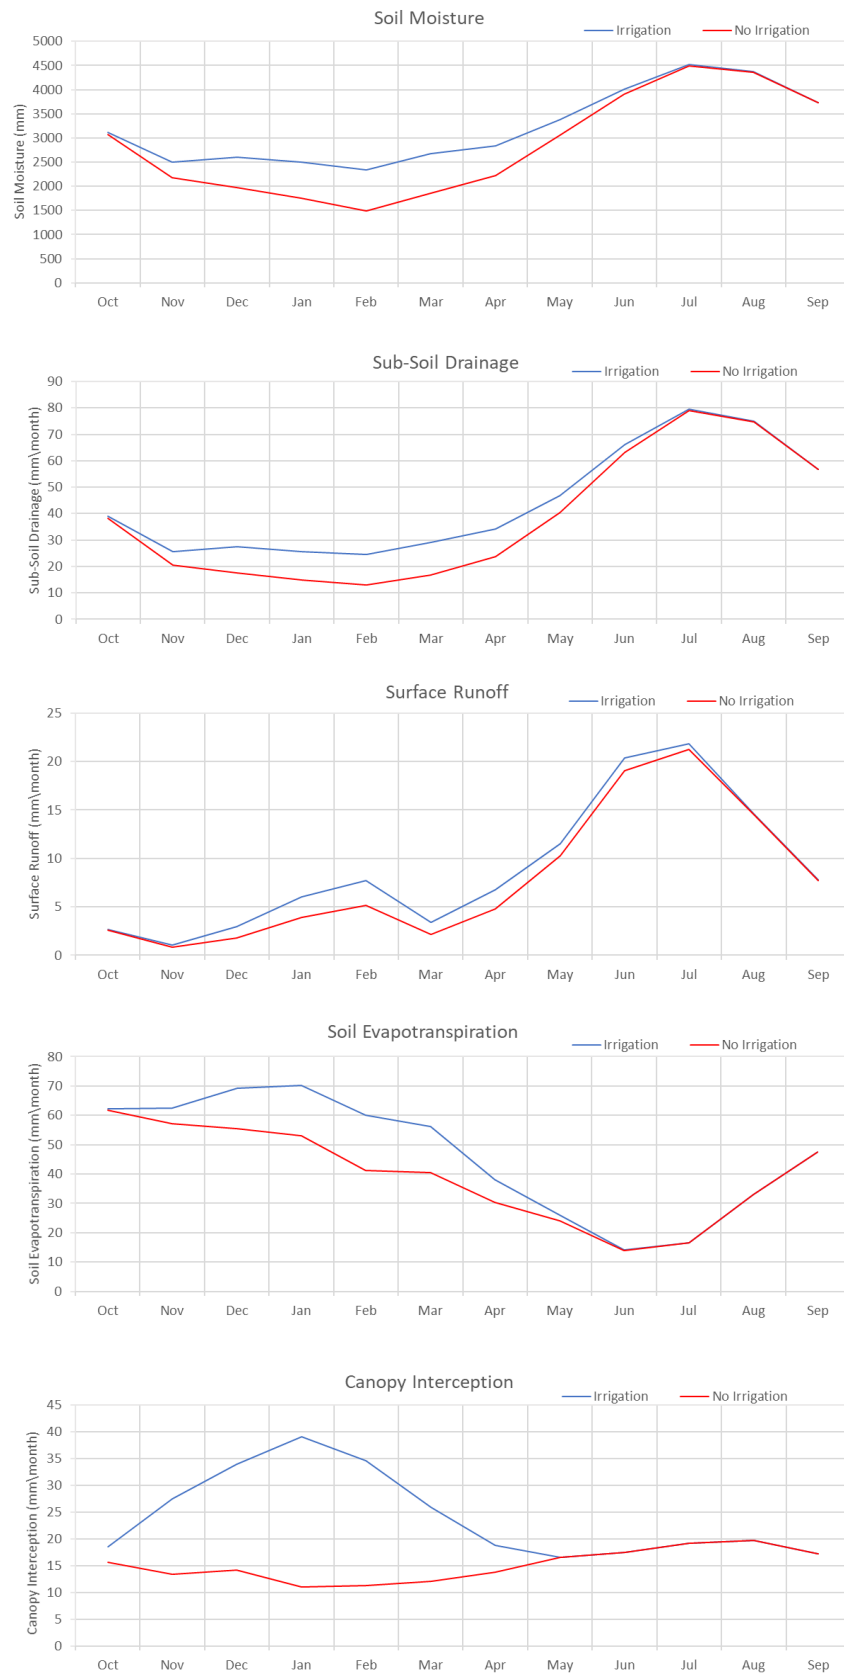 Soil Moisture
Irrigation No Irrigation
Soil Moisture (mm)
5000
4500
4000
3500
3000
2500
2000
1500
1000
500
0
Oct Nov Dec Jan Feb Mar Apr May Jun Jul Aug Sep
Sub-Soil Drainage
Irrigation No Irrigation
Sub-Soil Drainage (mm\month)
90
80
70
60
50
40
30
20
10
0
Oct Nov Dec Jan Feb Mar Apr May Jun Jul Aug Sep
Surface Runoff
Irrigation No Irrigation
Surface Runoff (mm\month)
25
20
15
10
5
0
Oct Nov Dec Jan Feb Mar Apr May Jun Jul Aug Sep
Soil Evapotranspiration
Irrigation No Irrigation
Soil Evapotranspiration (mm\month)
80
70
60
50
40
30
20
10
0
Oct Nov Dec Jan Feb Mar Apr May Jun Jul Aug Sep
Canopy Interception
Irrigation No Irrigation
Canopy Interception (mm\month)
45
40
35
30
25
20
15
10
5
0
Oct Nov Dec Jan Feb Mar Apr May Jun Jul Aug Sep